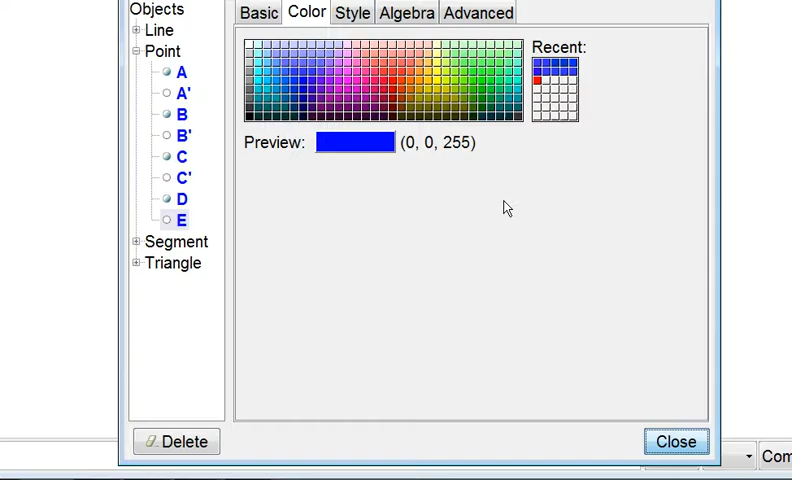 Objects
Basic Color Style Algebra Advanced
Line
Point
A
A'
B
B'
C
C'
D
E
Segment
Triangle
Recent:
Preview: (0, 0, 255)
Delete
Close
Com